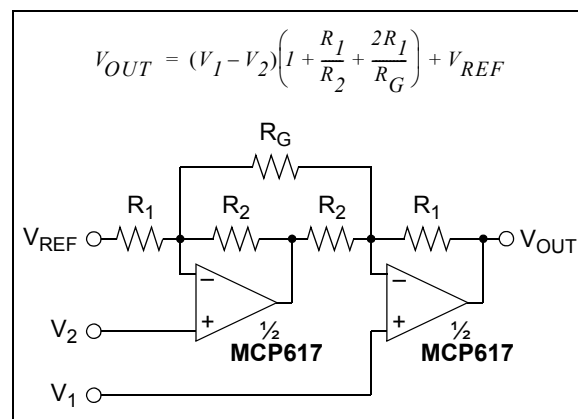 V_OUT = (V_1 – V_2)(1 + R_1/R_2 + 2R_1/R_G) + V_REF
R_G
R_1 R_2 R_2 R_1
V_REF V_OUT
– –
+ +
V_2 ½ ½
MCP617 MCP617
V_1